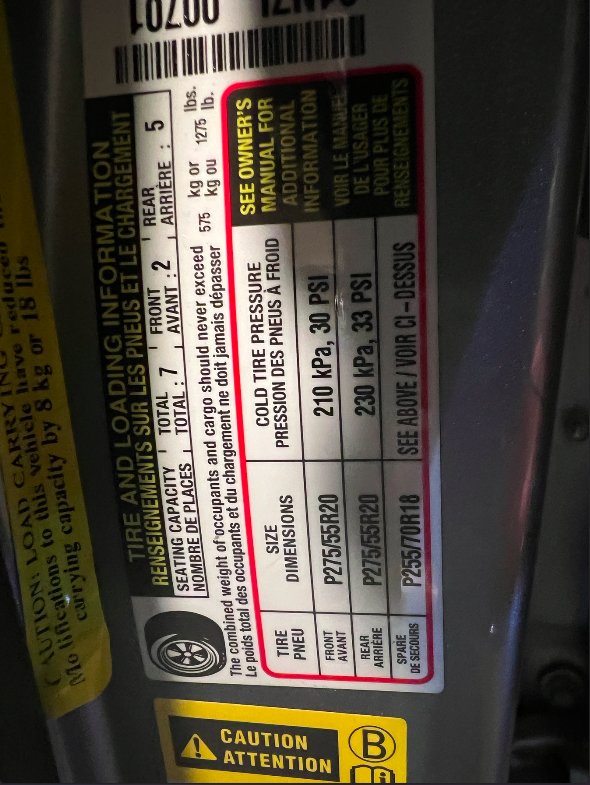 CAUTION: LOAD CARRYING
Modifications to this vehicle have reduced
carrying capacity by 8 kg or 18 lbs
TIRE AND LOADING INFORMATION
RENSEIGNEMENTS SUR LES PNEUS ET LE CHARGEMENT
SEATING CAPACITY TOTAL : 7 FRONT : 2 REAR : 5
NOMBRE DE PLACES TOTAL AVANT ARRIÈRE
The combined weight of occupants and cargo should never exceed 575 kg or 1275 lbs.
Le poids total des occupants et du chargement ne doit jamais dépasser kg ou lb.
TIRE SIZE COLD TIRE PRESSURE
PNEU DIMENSIONS PRESSION DES PNEUS À FROID
FRONT
AVANT P275/55R20 210 kPa, 30 PSI
REAR
ARRIÈRE P275/55R20 230 kPa, 33 PSI
SPARE
DE SECOURS P255/70R18 SEE ABOVE / VOIR CI – DESSUS
SEE OWNER'S
MANUAL FOR
ADDITIONAL
INFORMATION
VOIR LE MANUEL
DE L'USAGER
POUR PLUS DE
RENSEIGNEMENTS
CAUTION
ATTENTION
B